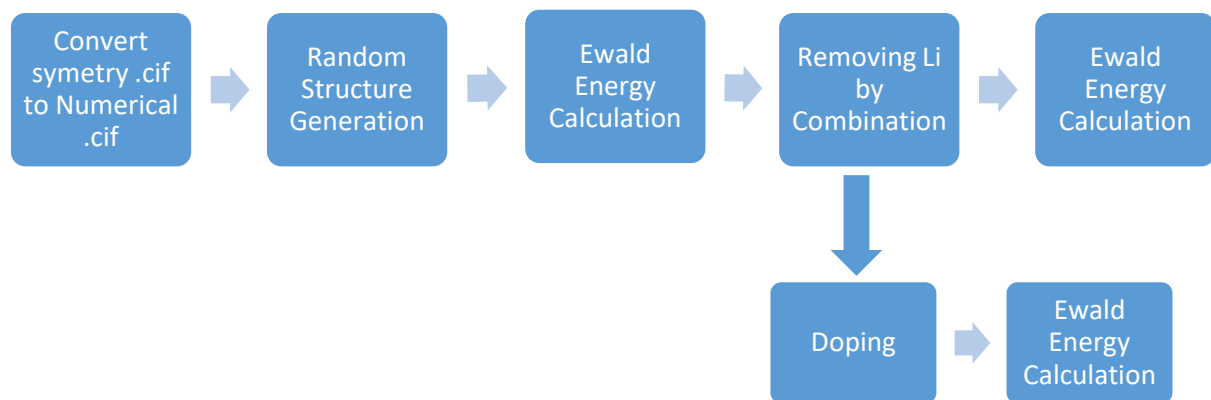 Convert
symetry .cif
to Numerical
.cif
Random
Structure
Generation
Ewald
Energy
Calculation
Removing Li
by
Combination
Ewald
Energy
Calculation
Doping
Ewald
Energy
Calculation